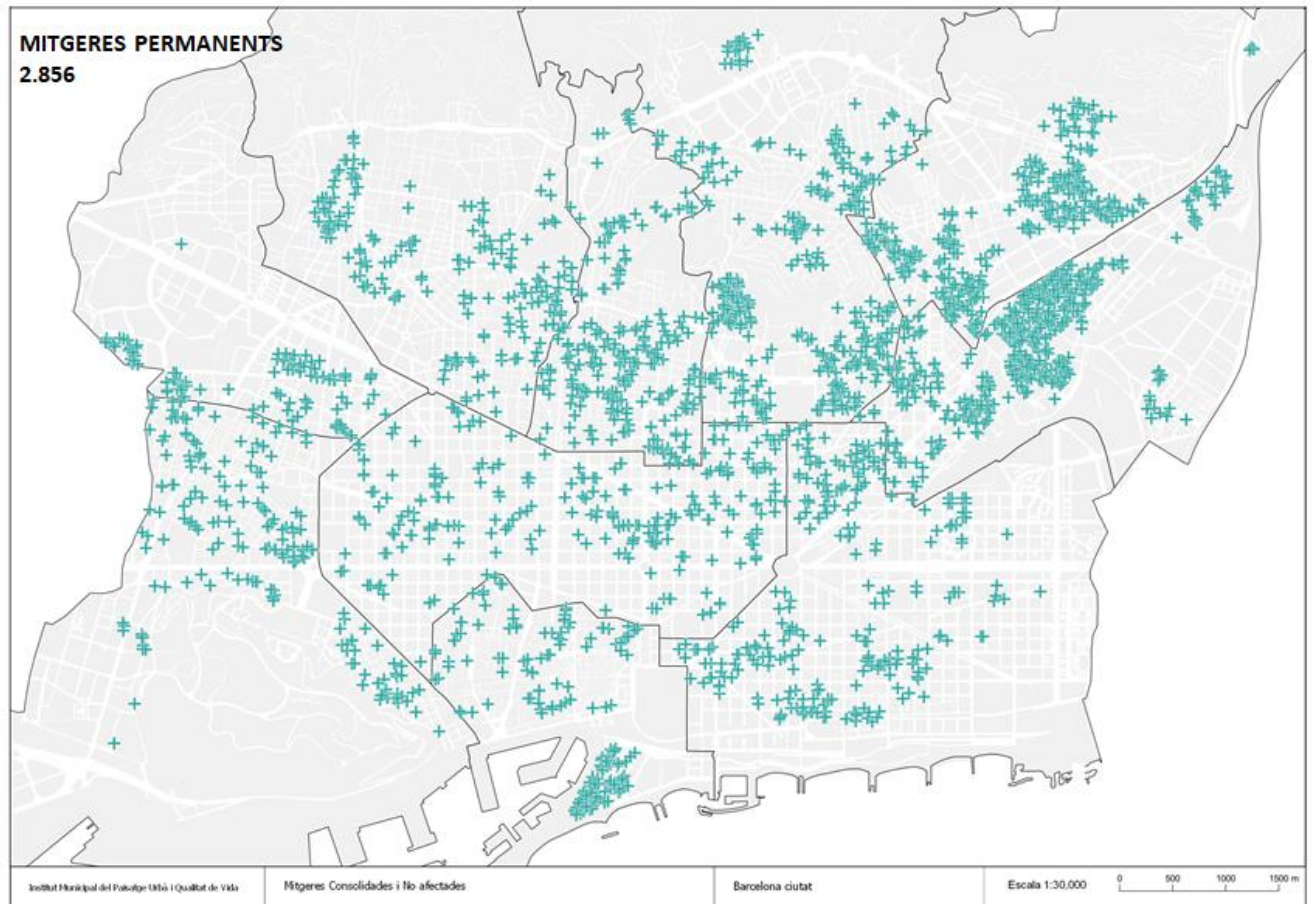 MITGERES PERMANENTS
2.856
Institut Municipal del Paisatge Urbà i Qualitat de Vida
Mitgeres Consolidades i No afectades
Barcelona ciutat
Escala 1:30,000
0 500 1000 1500 m